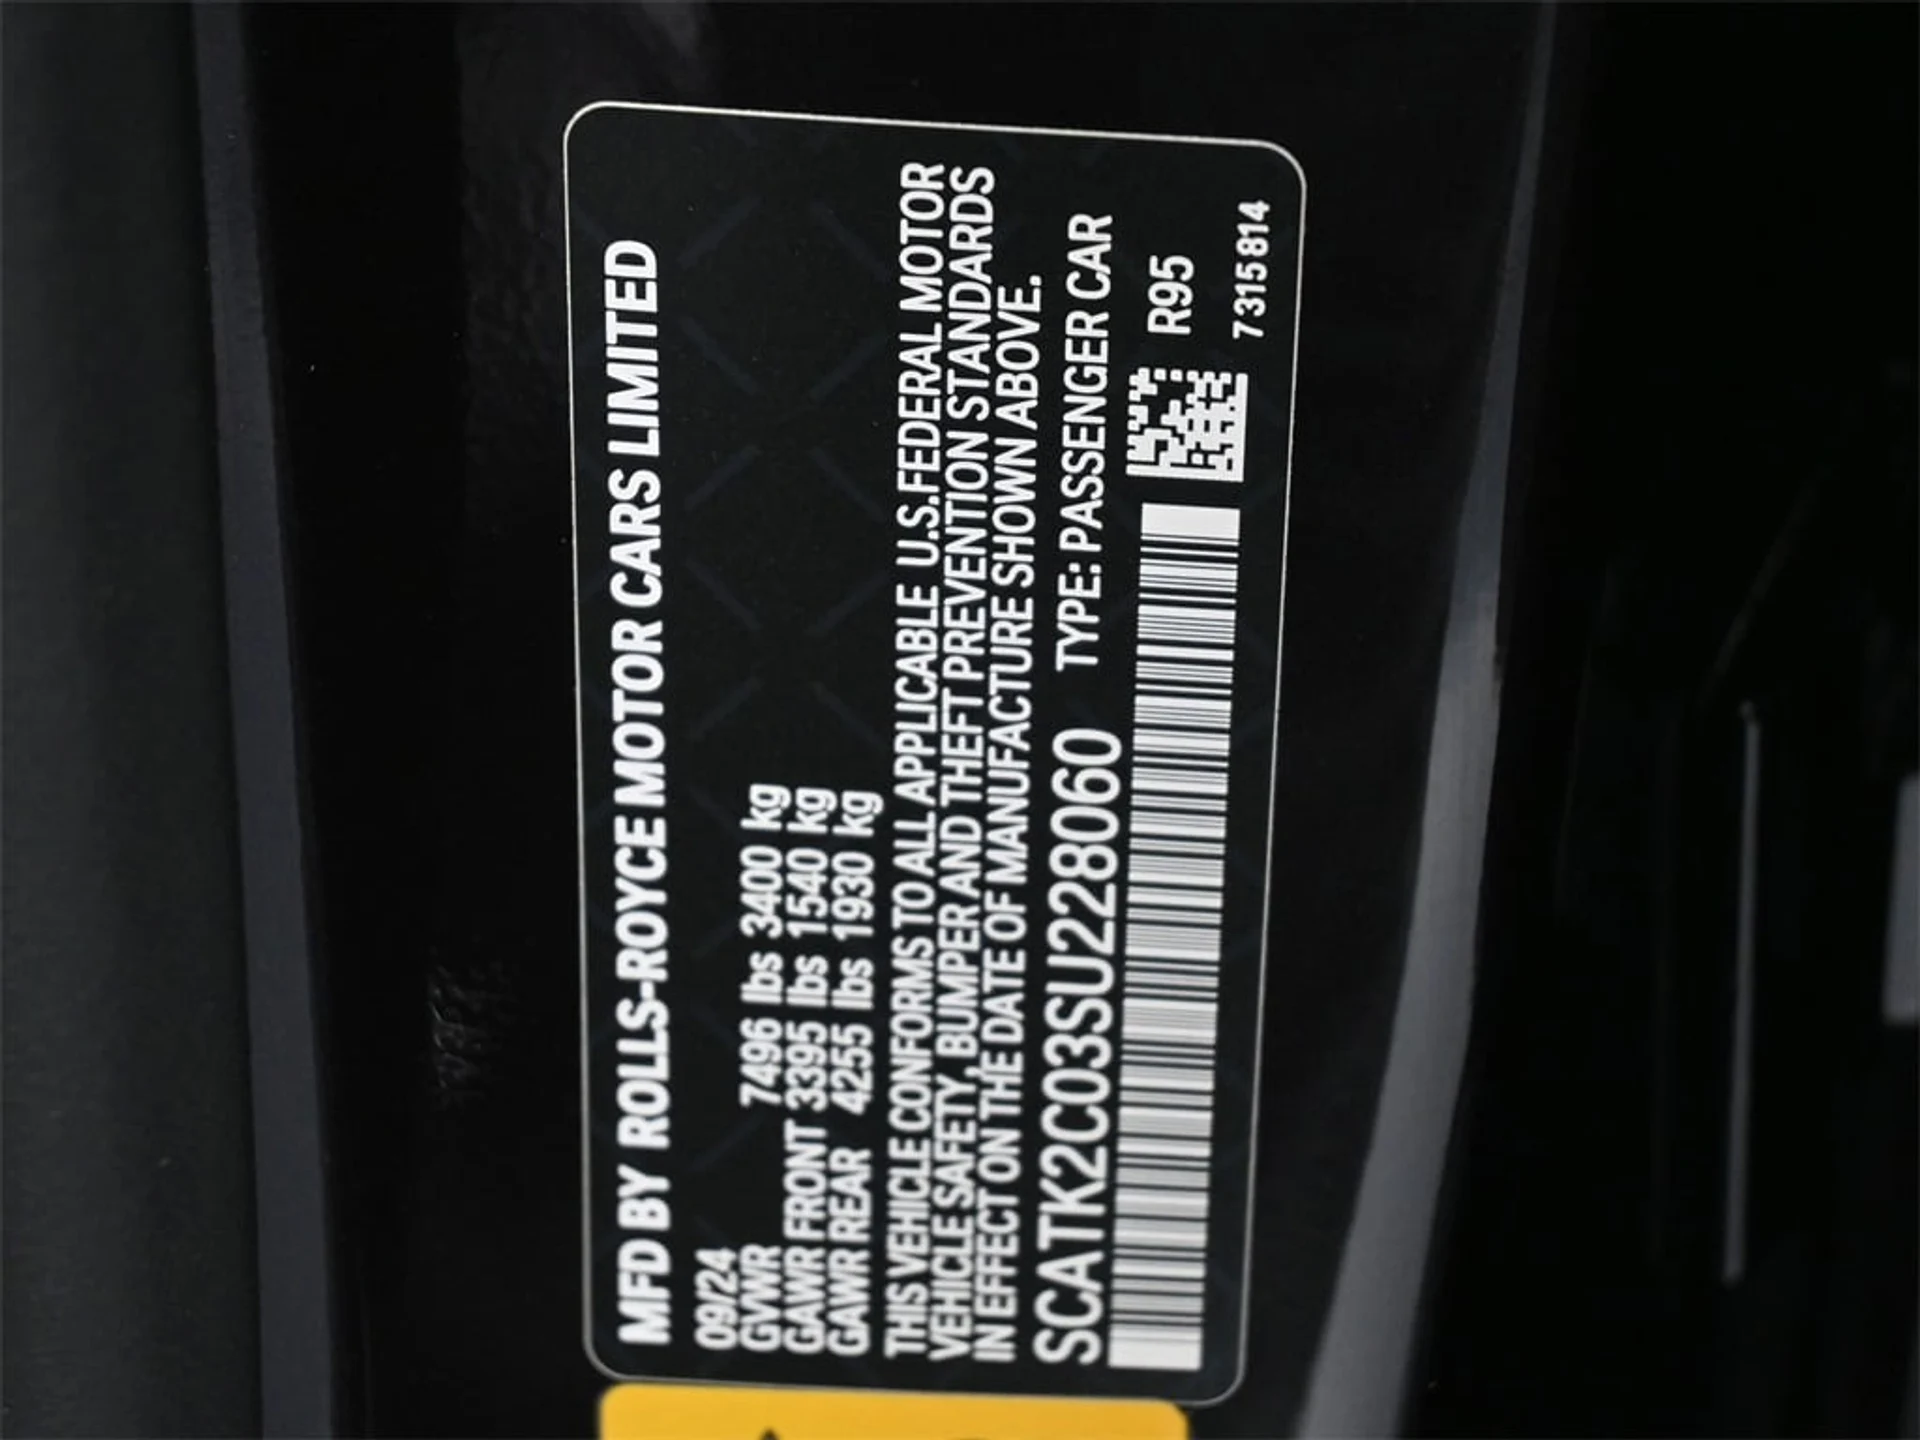 MFD BY ROLLS-ROYCE MOTOR CARS LIMITED
09/24
GVWR 7496 lbs 3400 kg
GAWR FRONT 3395 lbs 1540 kg
GAWR REAR 4255 lbs 1930 kg
THIS VEHICLE CONFORMS TO ALL APPLICABLE U.S.FEDERAL MOTOR
VEHICLE SAFETY, BUMPER AND THEFT PREVENTION STANDARDS
IN EFFECT ON THE DATE OF MANUFACTURE SHOWN ABOVE.
SCATK2C03SU228060 TYPE: PASSENGER CAR
R95
7315814